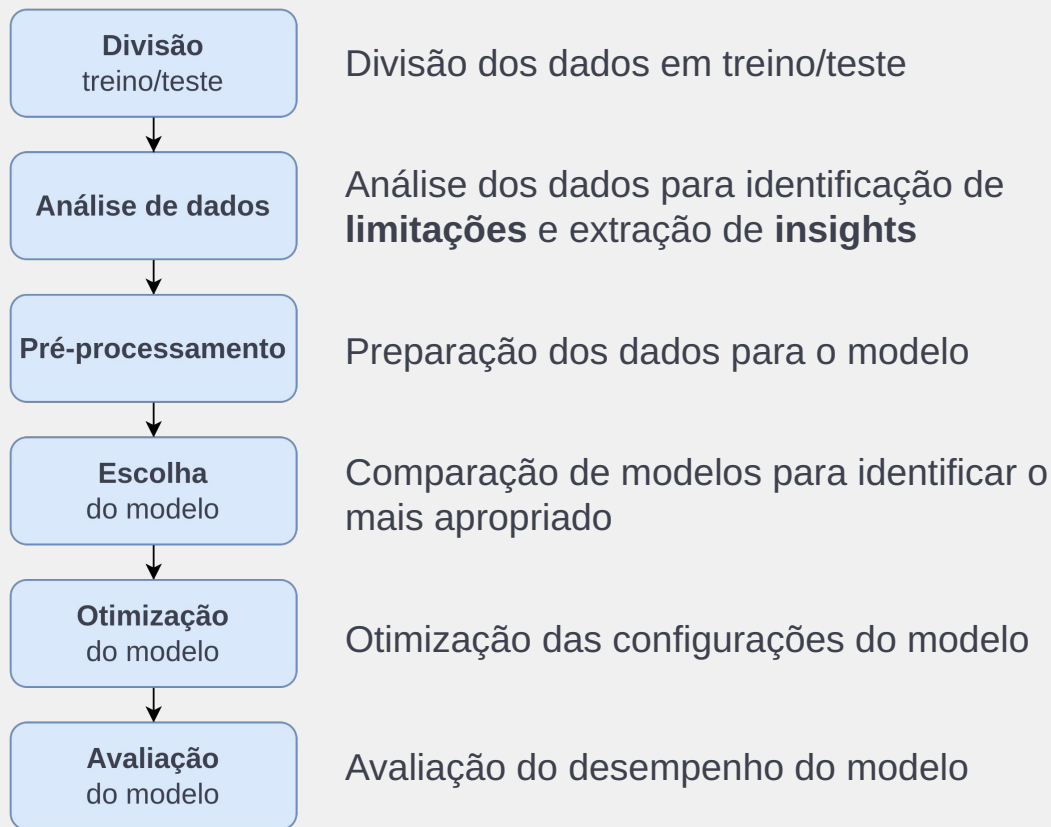 Divisão
treino/teste
Divisão dos dados em treino/teste
Análise de dados
Análise dos dados para identificação de
limitações e extração de insights
Pré-processamento
Preparação dos dados para o modelo
Escolha
do modelo
Comparação de modelos para identificar o
mais apropriado
Otimização
do modelo
Otimização das configurações do modelo
Avaliação
do modelo
Avaliação do desempenho do modelo